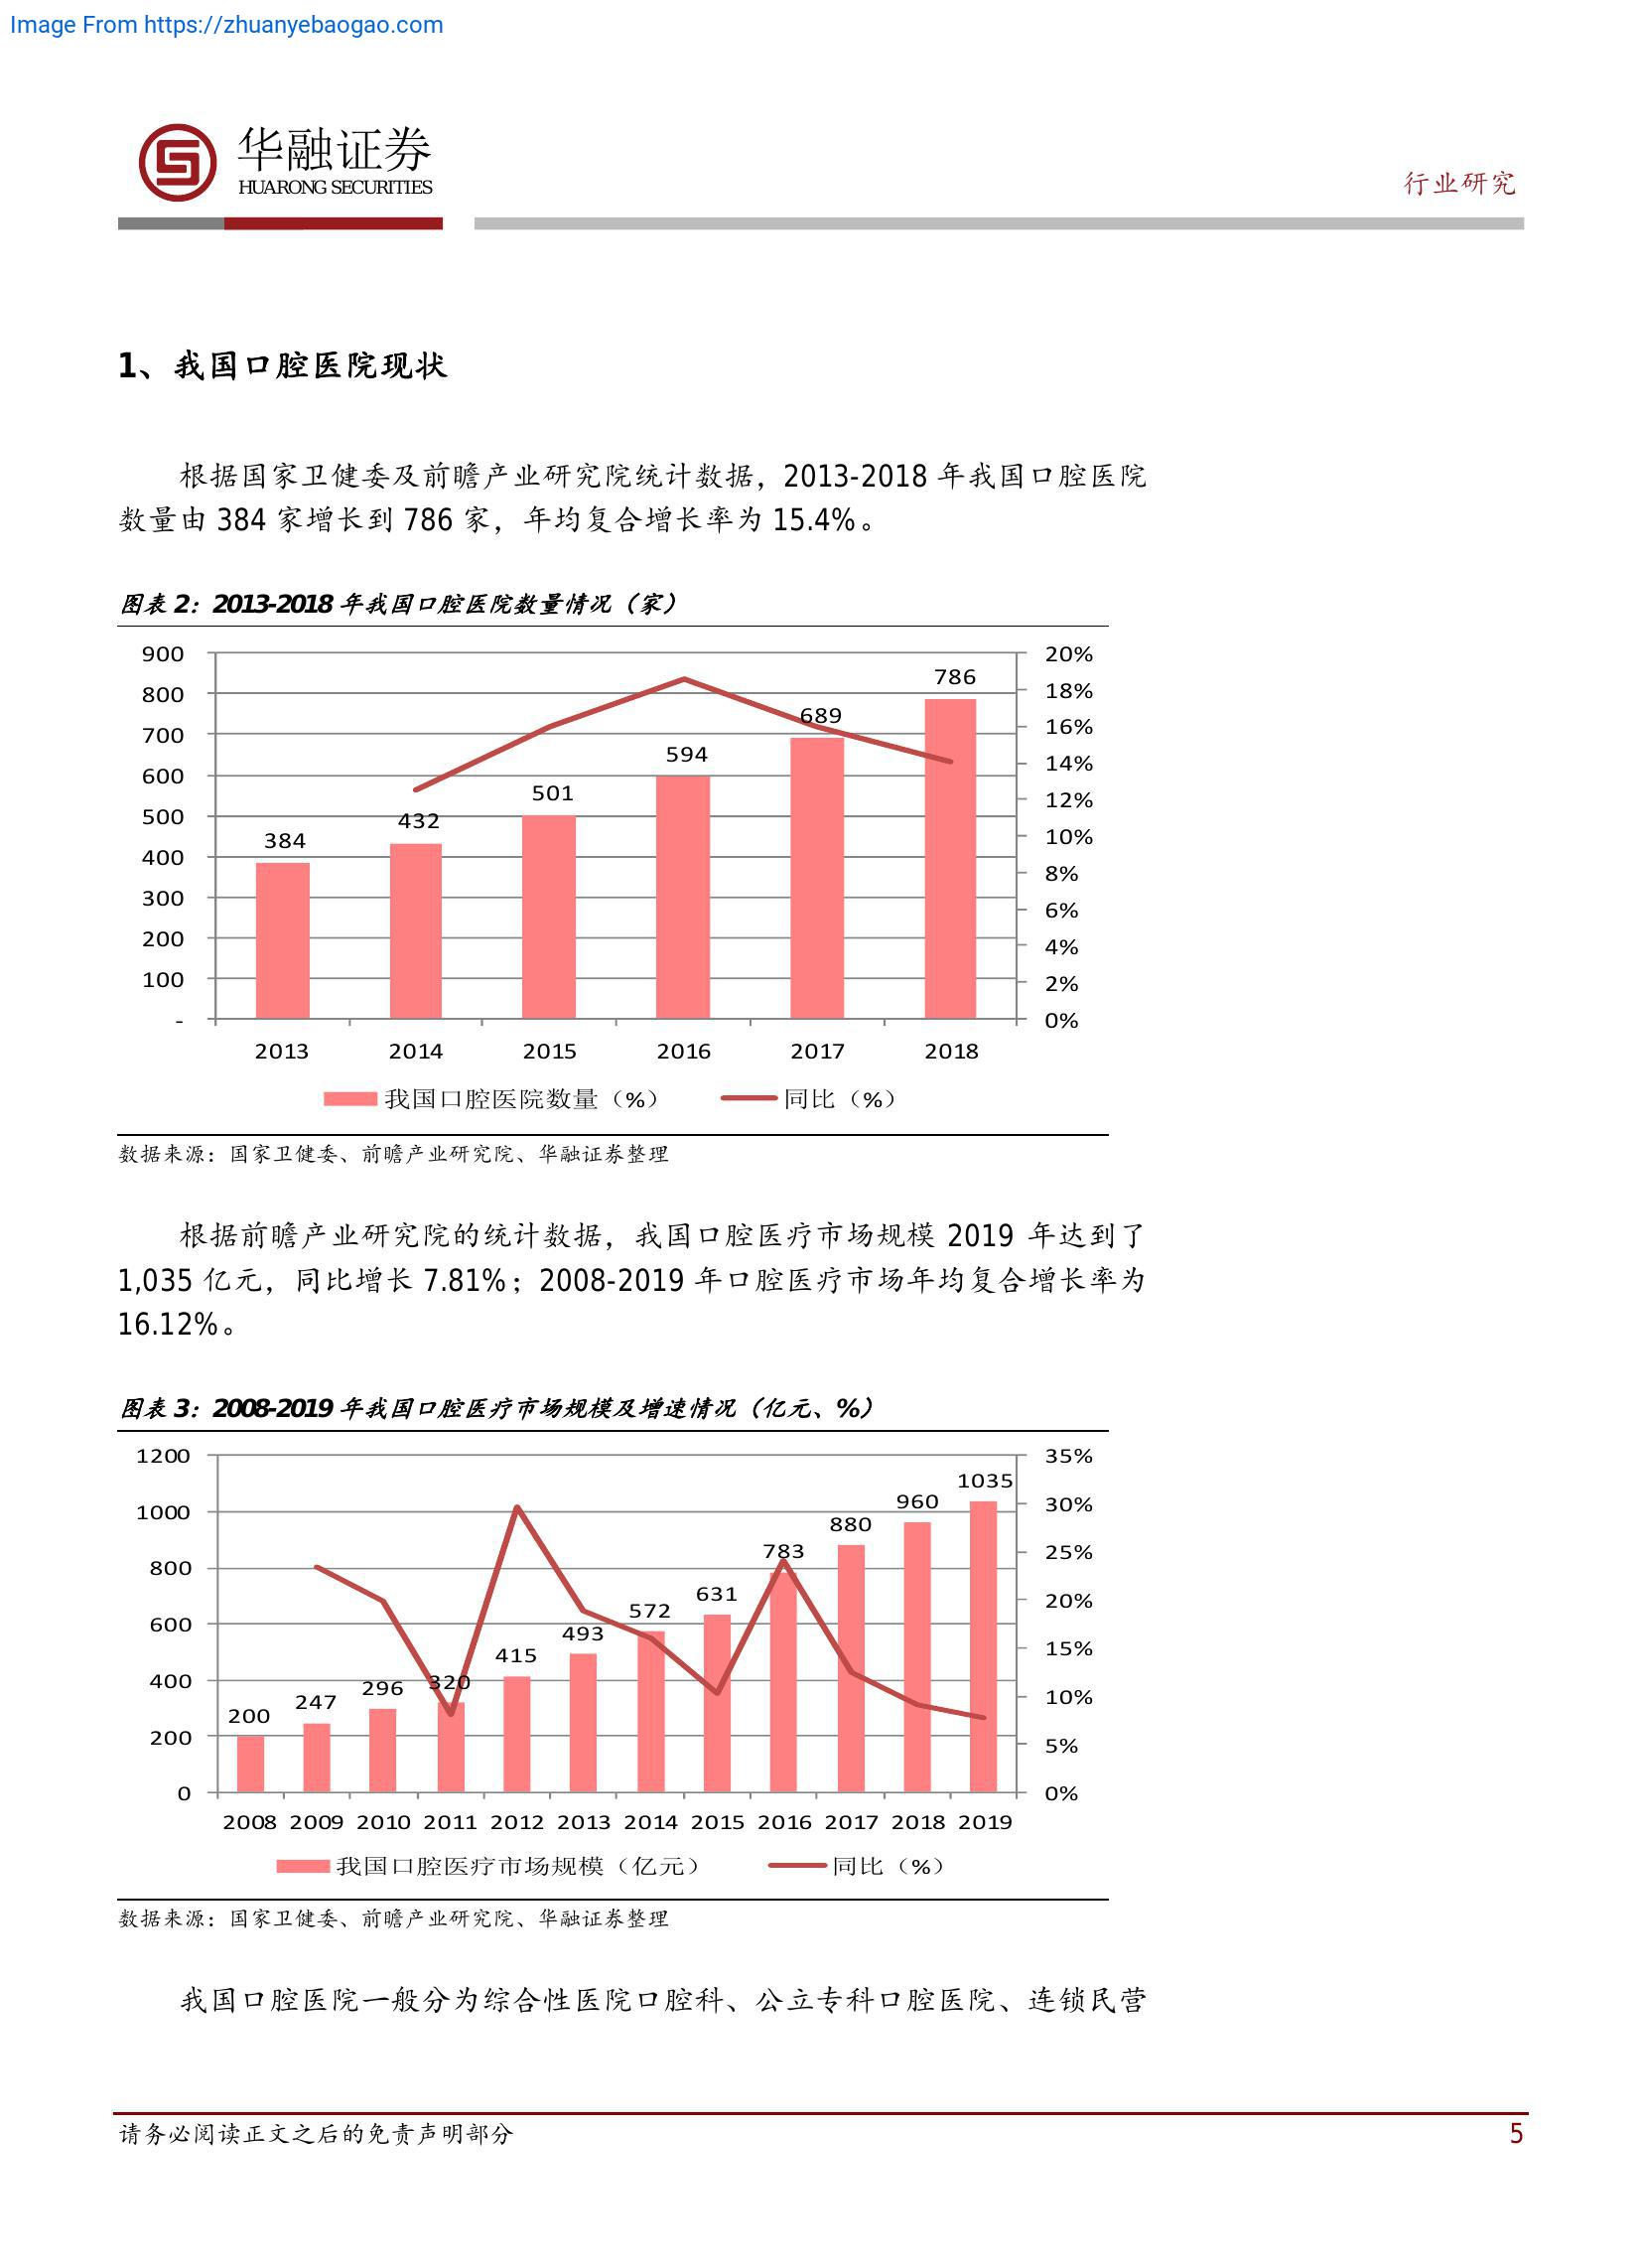 Image From https://zhuanyebaogao.com
华融证券
HUARONG SECURITIES
行业研究
1、我国口腔医院现状
根据国家卫健委及前瞻产业研究院统计数据，2013-2018 年我国口腔医院
数量由 384 家增长到 786 家，年均复合增长率为 15.4%。
图表 2：2013-2018 年我国口腔医院数量情况（家）
900 20%
800 786 18%
700 689 16%
600 594 14%
500 501 12%
400 432 10%
300 384 8%
200 6%
100 4%
- 2%
0%
2013 2014 2015 2016 2017 2018
我国口腔医院数量（%） 同比（%）
数据来源：国家卫健委、前瞻产业研究院、华融证券整理
根据前瞻产业研究院的统计数据，我国口腔医疗市场规模 2019 年达到了
1,035 亿元，同比增长 7.81%；2008-2019 年口腔医疗市场年均复合增长率为
16.12%。
图表 3：2008-2019 年我国口腔医疗市场规模及增速情况（亿元、%）
1200 35%
1000 30%
800 25%
600 20%
400 15%
200 10%
0 5%
0%
200 247 296 320 415 493 572 631 783 880 960 1035
2008 2009 2010 2011 2012 2013 2014 2015 2016 2017 2018 2019
我国口腔医疗市场规模（亿元） 同比（%）
数据来源：国家卫健委、前瞻产业研究院、华融证券整理
我国口腔医院一般分为综合性医院口腔科、公立专科口腔医院、连锁民营
请务必阅读正文之后的免责声明部分 5